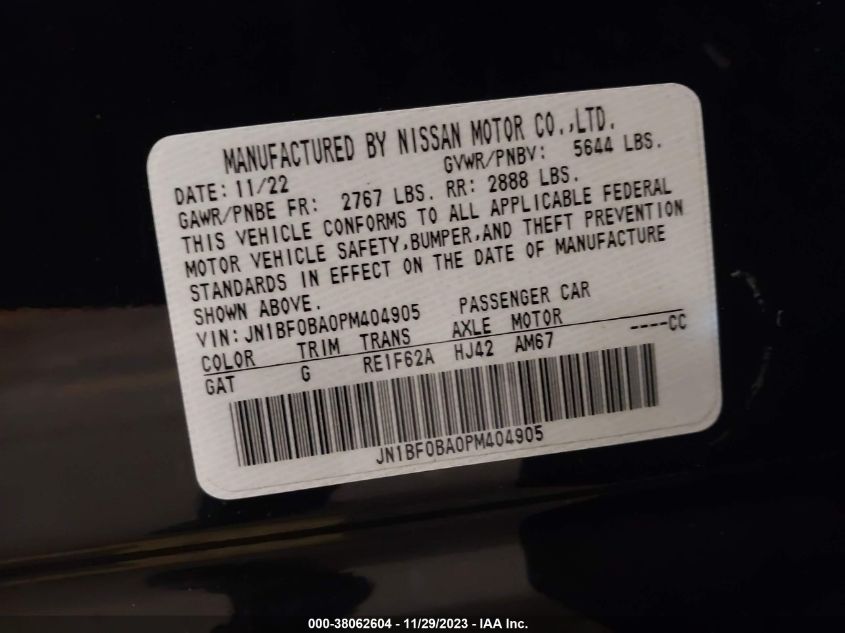 MANUFACTURED BY NISSAN MOTOR CO.,LTD.
DATE: 11/22 GVWR/PNBV: 5644 LBS.
GAWR/PNBE FR: 2767 LBS. RR: 2888 LBS.
THIS VEHICLE CONFORMS TO ALL APPLICABLE FEDERAL
MOTOR VEHICLE SAFETY,BUMPER,AND THEFT PREVENTION
STANDARDS IN EFFECT ON THE DATE OF MANUFACTURE
SHOWN ABOVE.
VIN: JN1BF0BA0PM404905 PASSENGER CAR
COLOR TRIM TRANS AXLE MOTOR ----CC
GAT G RE1F62A HJ42 AM67
JN1BF0BA0PM404905
000-38062604 - 11/29/2023 - IAA Inc.